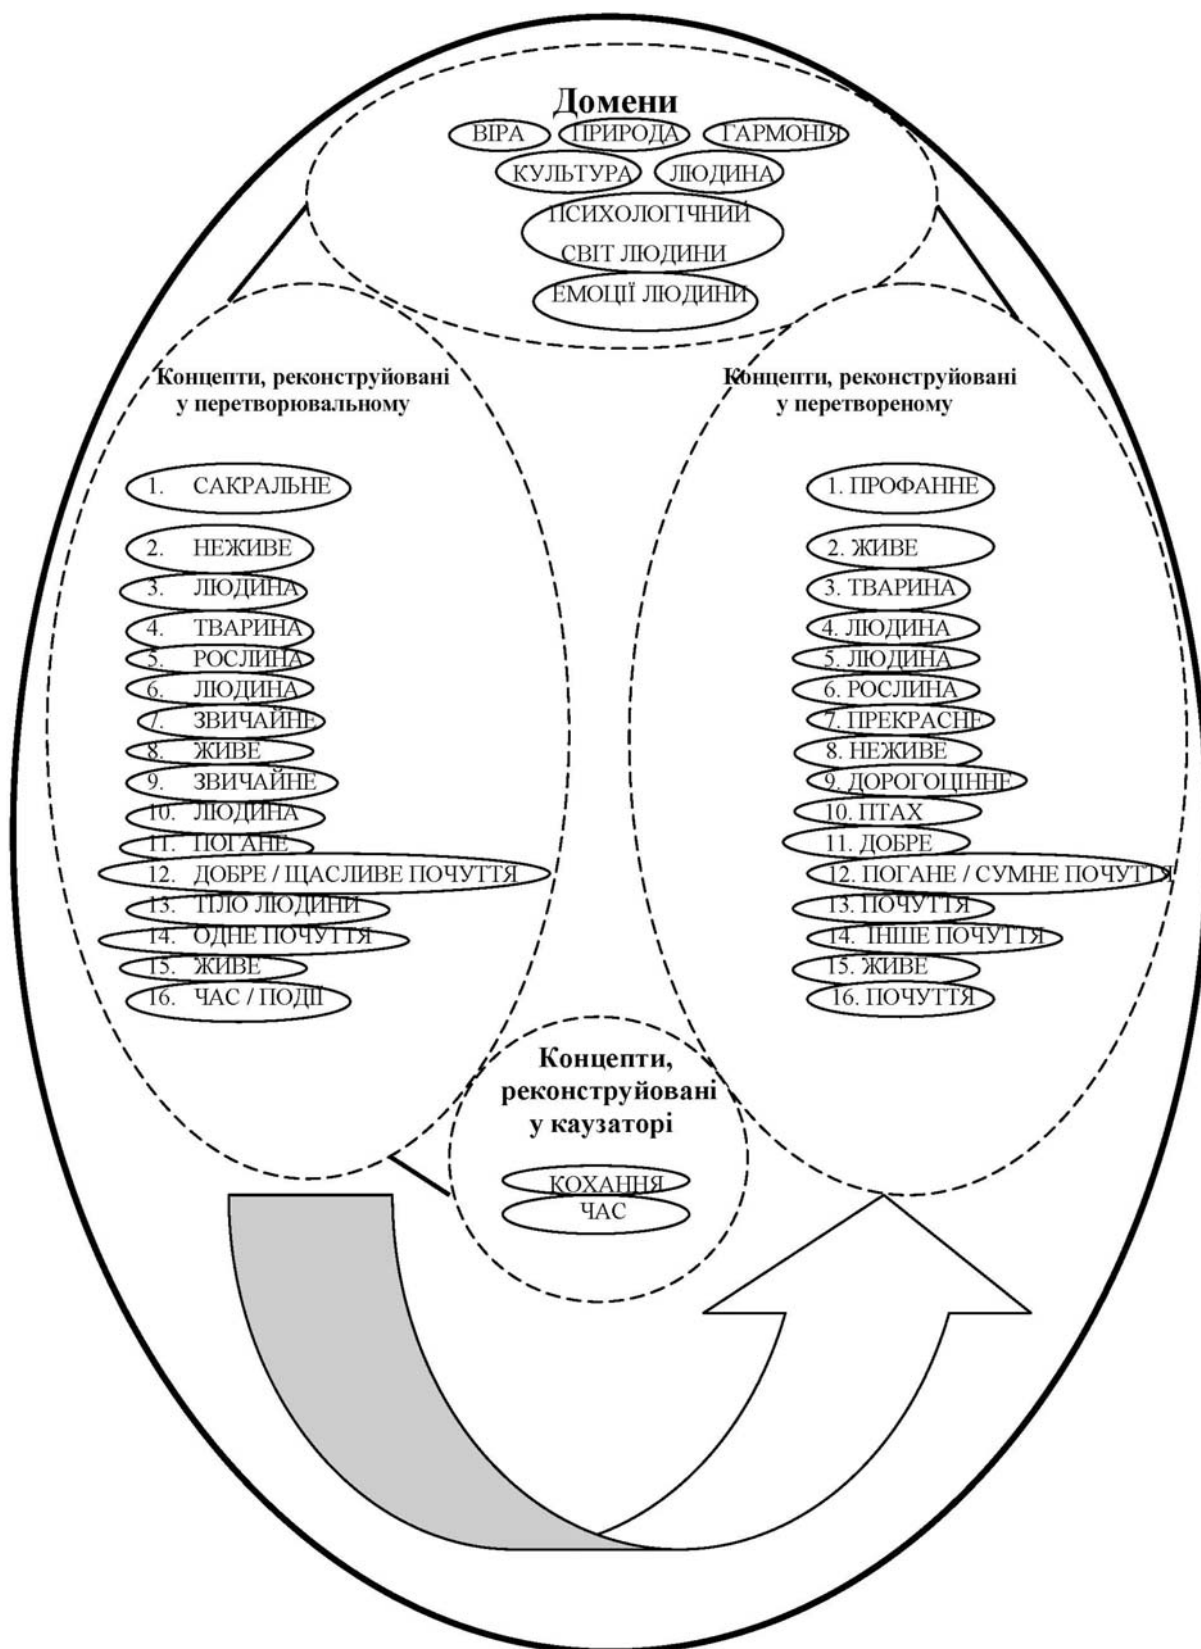 Домени
ВІРА ПРИРОДА ГАРМОНІЯ
КУЛЬТУРА ЛЮДИНА
ПСИХОЛОГІЧНИЙ
СВІТ ЛЮДИНИ
ЕМОЦІЇ ЛЮДИНИ
Концепти, реконструйовані
у перетворювальному
1. САКРАЛЬНЕ
2. НЕЖИВЕ
3. ЛЮДИНА
4. ТВАРИНА
5. РОСЛИНА
6. ЛЮДИНА
7. ЗВИЧАЙНЕ
8. ЖИВЕ
9. ЗВИЧАЙНЕ
10. ЛЮДИНА
11. ПОГАНЕ
12. ДОБРЕ / ЩАСЛИВЕ ПОЧУТТЯ
13. ТІЛО ЛЮДИНИ
14. ОДНЕ ПОЧУТТЯ
15. ЖИВЕ
16. ЧАС / ПОДІЇ
Концепти, реконструйовані
у перетвореному
1. ПРОФАННЕ
2. ЖИВЕ
3. ТВАРИНА
4. ЛЮДИНА
5. ЛЮДИНА
6. РОСЛИНА
7. ПРЕКРАСНЕ
8. НЕЖИВЕ
9. ДОРОГОЦІННЕ
10. ПТАХ
11. ДОБРЕ
12. ПОГАНЕ / СУМНЕ ПОЧУТТЯ
13. ПОЧУТТЯ
14. ІНШЕ ПОЧУТТЯ
15. ЖИВЕ
16. ПОЧУТТЯ
Концепти,
реконструйовані
у каузаторі
КОХАННЯ
ЧАС